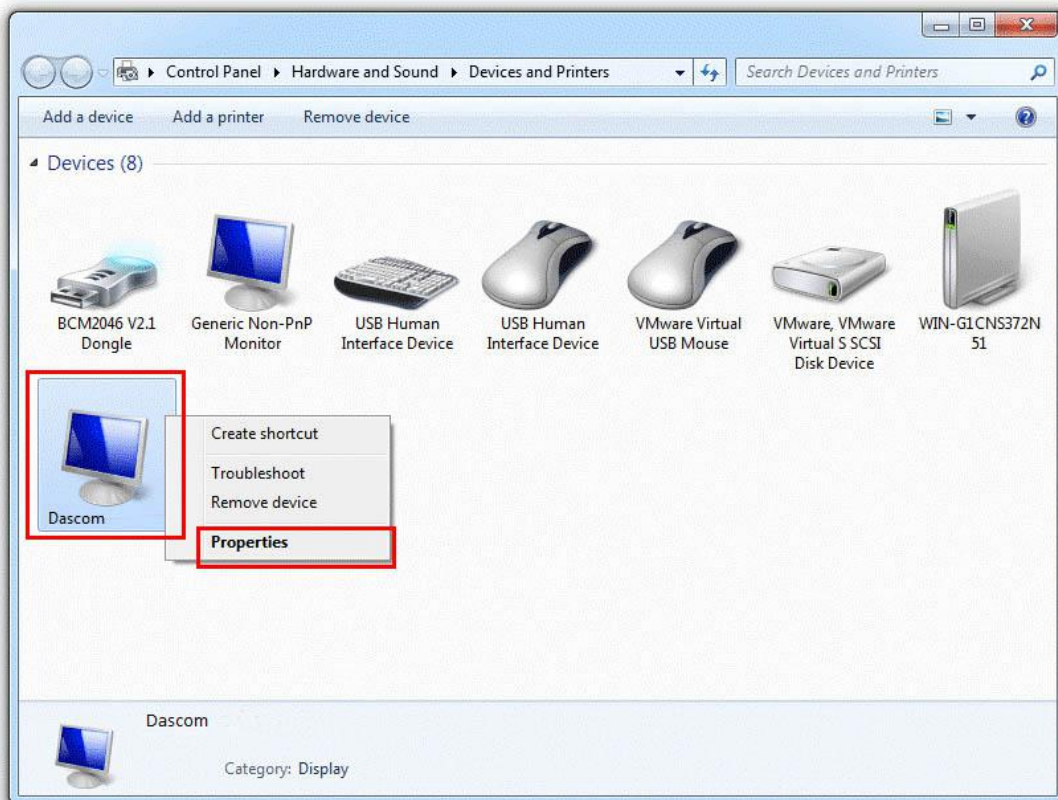 Control Panel Hardware and Sound Devices and Printers Search Devices and Printers
Add a device Add a printer Remove device
Devices (8)
BCM2046 V2.1
Dongle
Generic Non-PnP
Monitor
USB Human
Interface Device
USB Human
Interface Device
VMware Virtual
USB Mouse
VMware, VMware
Virtual S SCSI
Disk Device
WIN-G1CNS372N
51
Dascom
Create shortcut
Troubleshoot
Remove device
Properties
Dascom
Category: Display